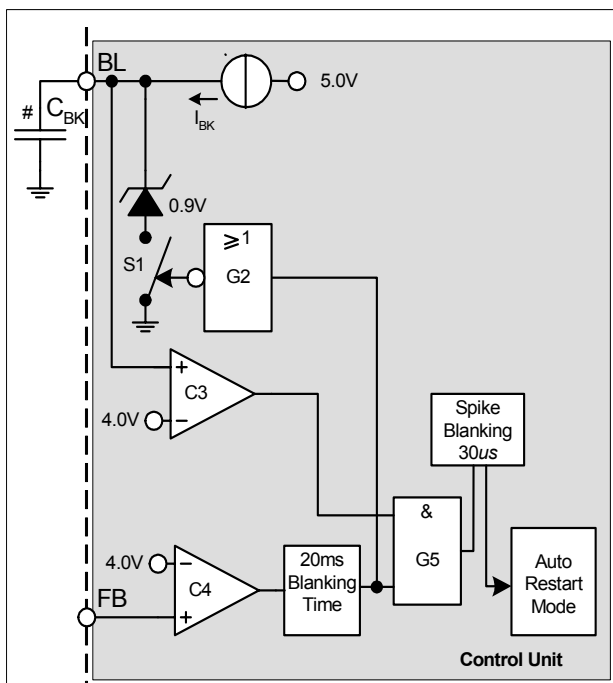 BL
5.0V
#
C_BK
I_BK
0.9V
≥1
S1
G2
+
C3
4.0V
−
Spike
Blanking
30us
&
4.0V
−
G5
C4
20ms
Blanking
Time
Auto
Restart
Mode
FB
+
Control Unit